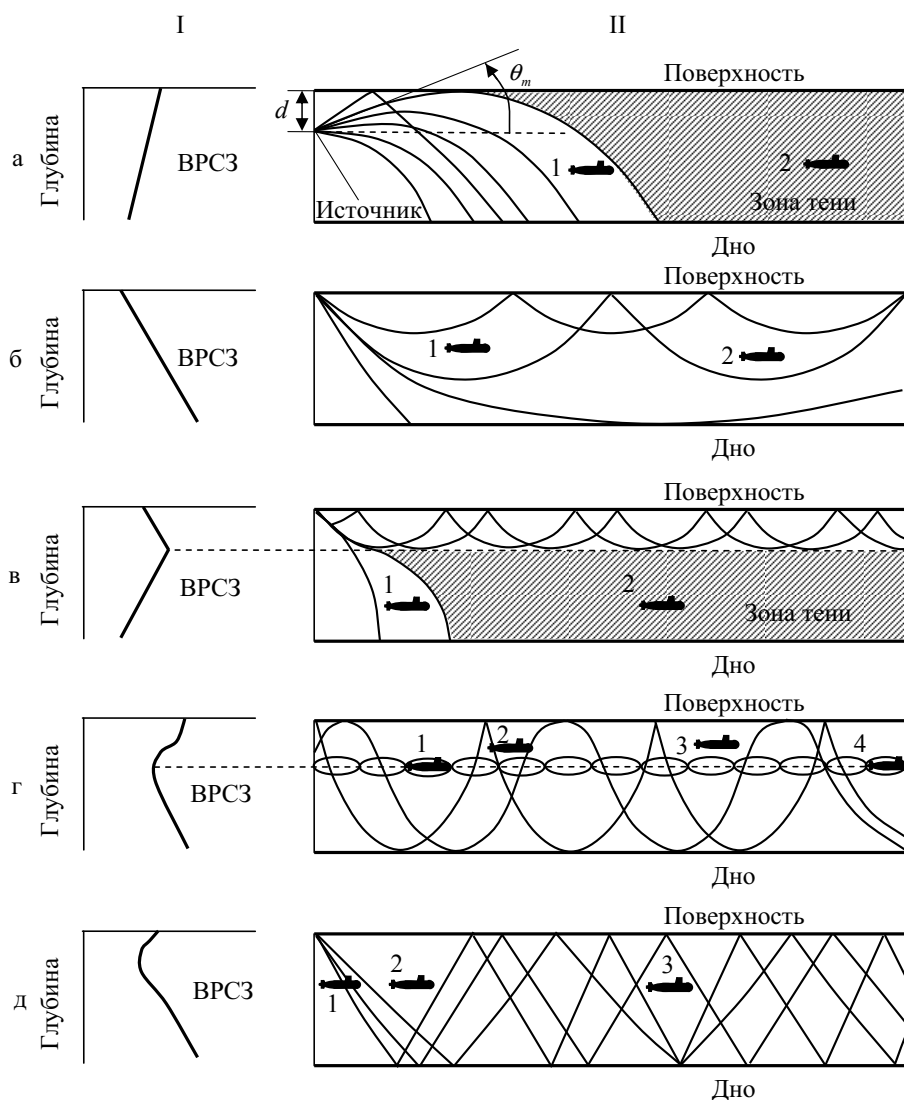 I II
Поверхность
θm
d
а Глубина ВРСЗ 1 2
Источник Зона тени
Дно
Поверхность
б Глубина ВРСЗ 1 2
Дно
Поверхность
в Глубина ВРСЗ 1 2
Зона тени
Дно
Поверхность
г Глубина ВРСЗ 1 2 3 4
Дно
Поверхность
д Глубина ВРСЗ 1 2 3
Дно